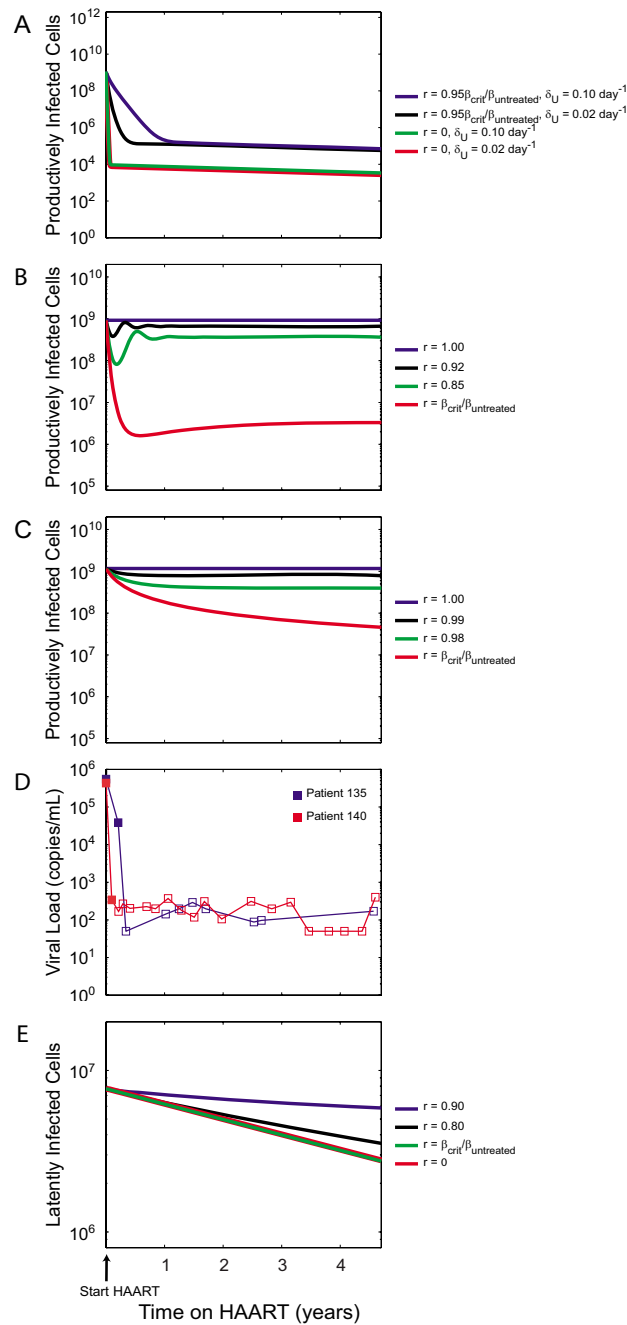 A
Productively Infected Cells
10^12
10^10
10^8
10^6
10^4
10^2
10^0
r = 0.95β_crit/β_untreated, δ_U = 0.10 day^-1
r = 0.95β_crit/β_untreated, δ_U = 0.02 day^-1
r = 0, δ_U = 0.10 day^-1
r = 0, δ_U = 0.02 day^-1
B
Productively Infected Cells
10^10
10^9
10^8
10^7
10^6
10^5
r = 1.00
r = 0.92
r = 0.85
r = β_crit/β_untreated
C
Productively Infected Cells
10^10
10^9
10^8
10^7
10^6
10^5
r = 1.00
r = 0.99
r = 0.98
r = β_crit/β_untreated
D
Viral Load (copies/mL)
10^6
10^5
10^4
10^3
10^2
10^1
10^0
Patient 135
Patient 140
E
Latently Infected Cells
10^7
10^6
r = 0.90
r = 0.80
r = β_crit/β_untreated
r = 0
1 2 3 4
Start HAART
Time on HAART (years)